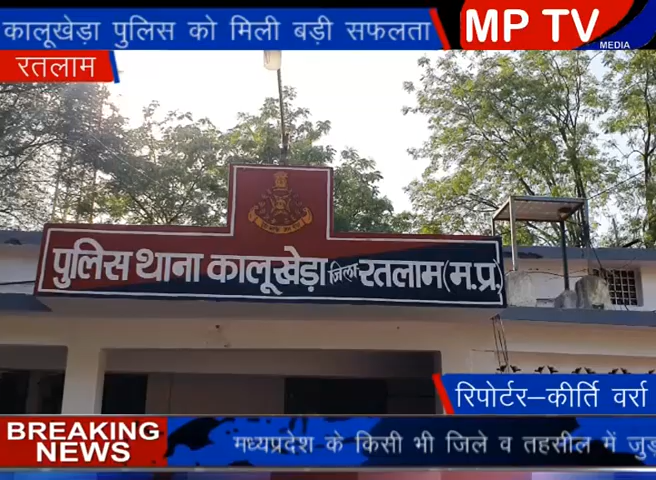 कालूखेड़ा पुलिस को मिली बड़ी सफलता
MP TV
MEDIA
रतलाम
पुलिस थाना कालूखेड़ा जिला रतलाम (म.प्र.)
रिपोर्टर-कीर्ति वर्रा
BREAKING NEWS
मध्यप्रदेश के किसी भी जिले व तहसील में जुड़